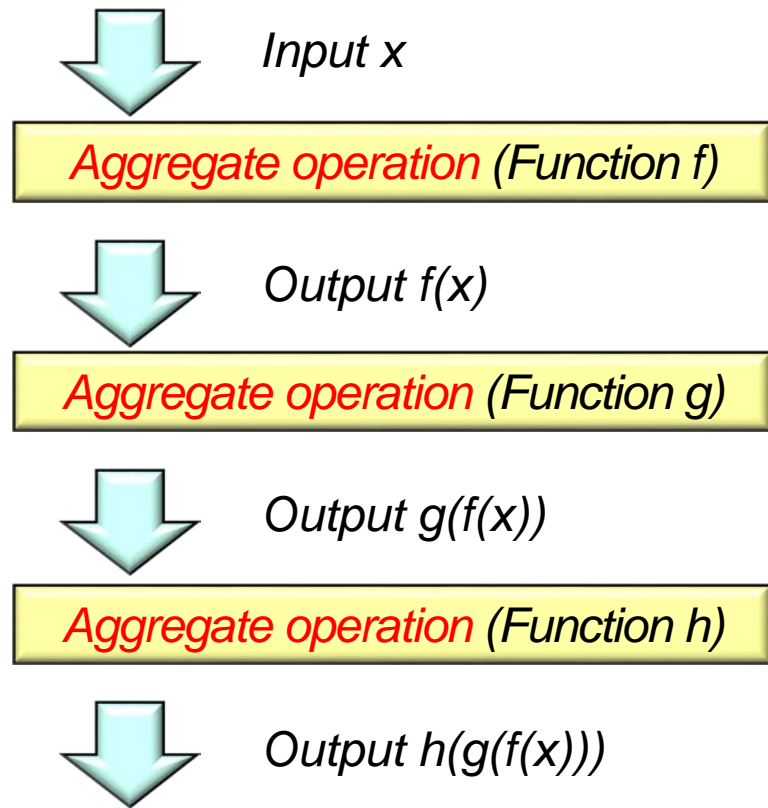 Input x
Aggregate operation (Function f)
Output f(x)
Aggregate operation (Function g)
Output g(f(x))
Aggregate operation (Function h)
Output h(g(f(x)))